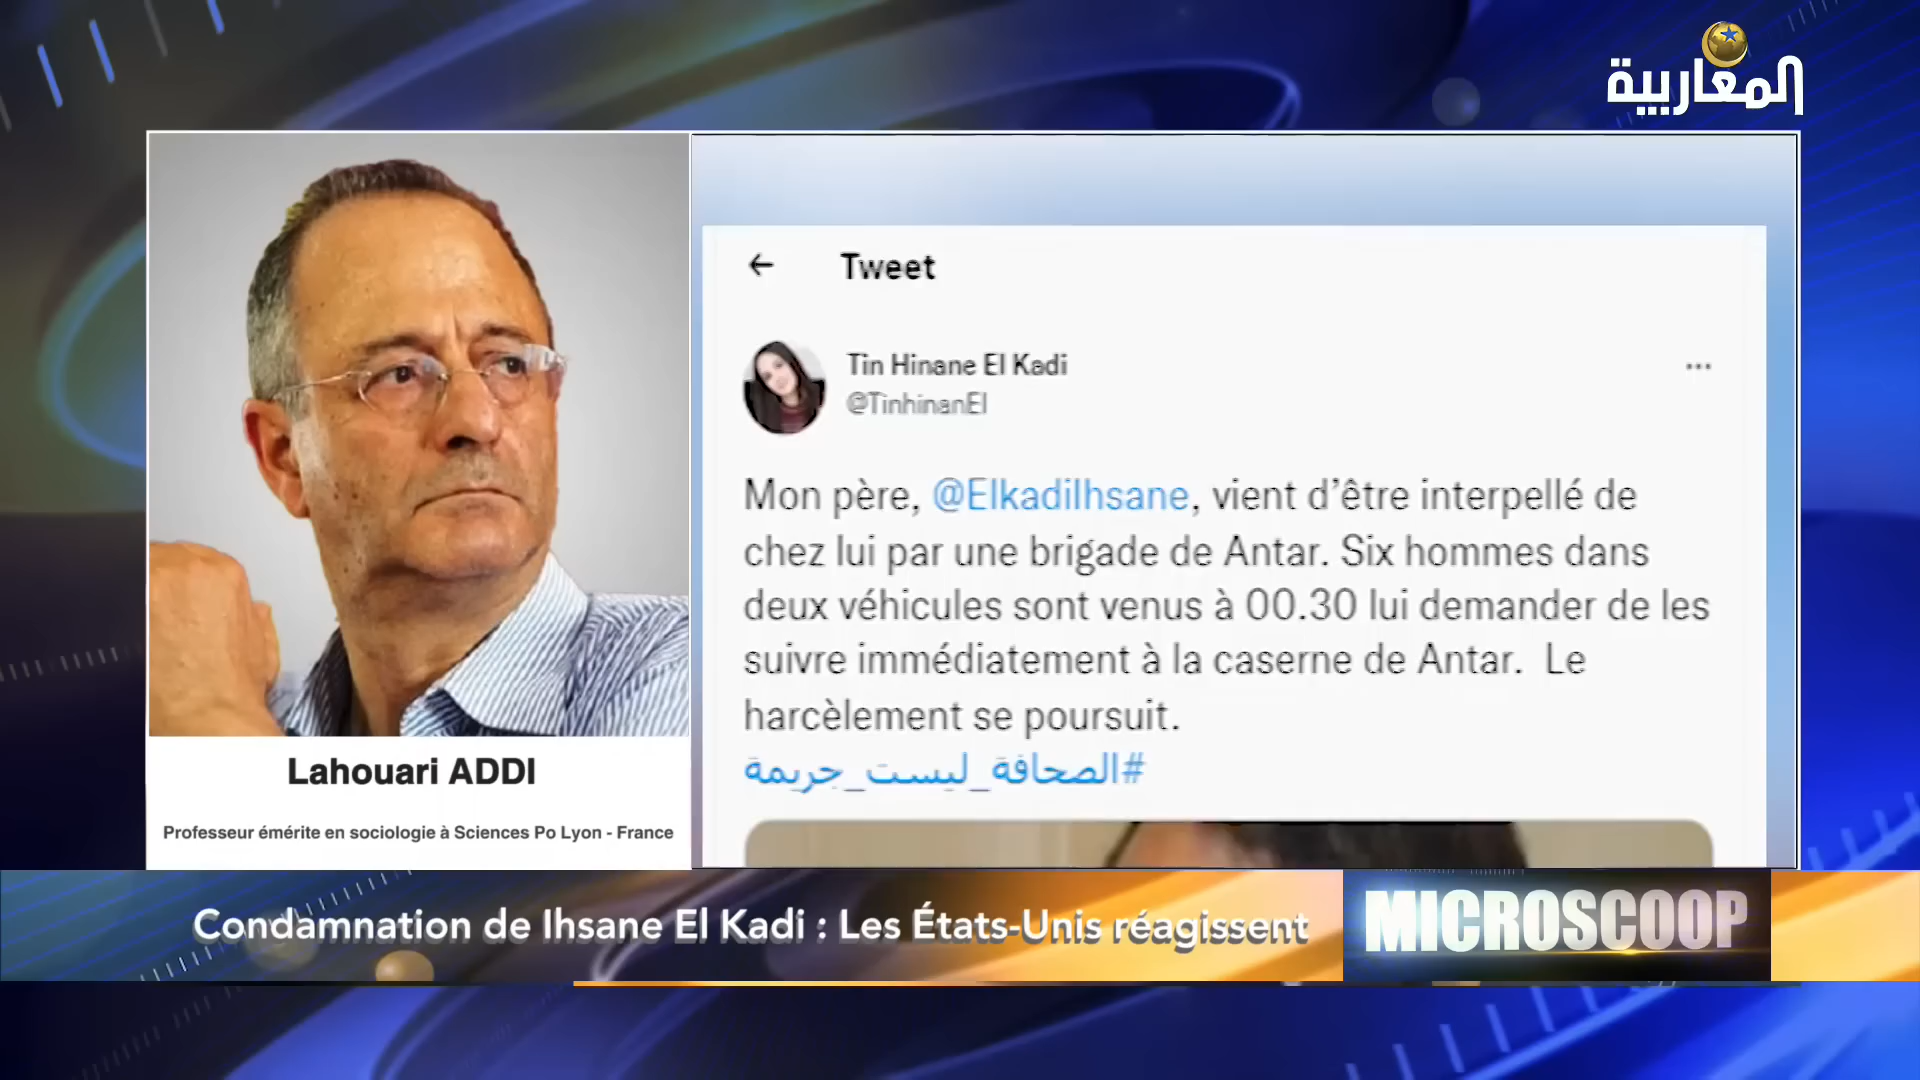 المغاربية
Tweet
Tin Hinane El Kadi
@TinhinanEl
Mon père, @ElkadiIhsane, vient d’être interpellé de
chez lui par une brigade de Antar. Six hommes dans
deux véhicules sont venus à 00.30 lui demander de les
suivre immédiatement à la caserne de Antar. Le
harcèlement se poursuit.
#الصحافة_ليست_جريمة
Lahouari ADDI
Professeur émérite en sociologie à Sciences Po Lyon - France
Condamnation de Ihsane El Kadi : Les États-Unis réagissent
MICROSCOOP